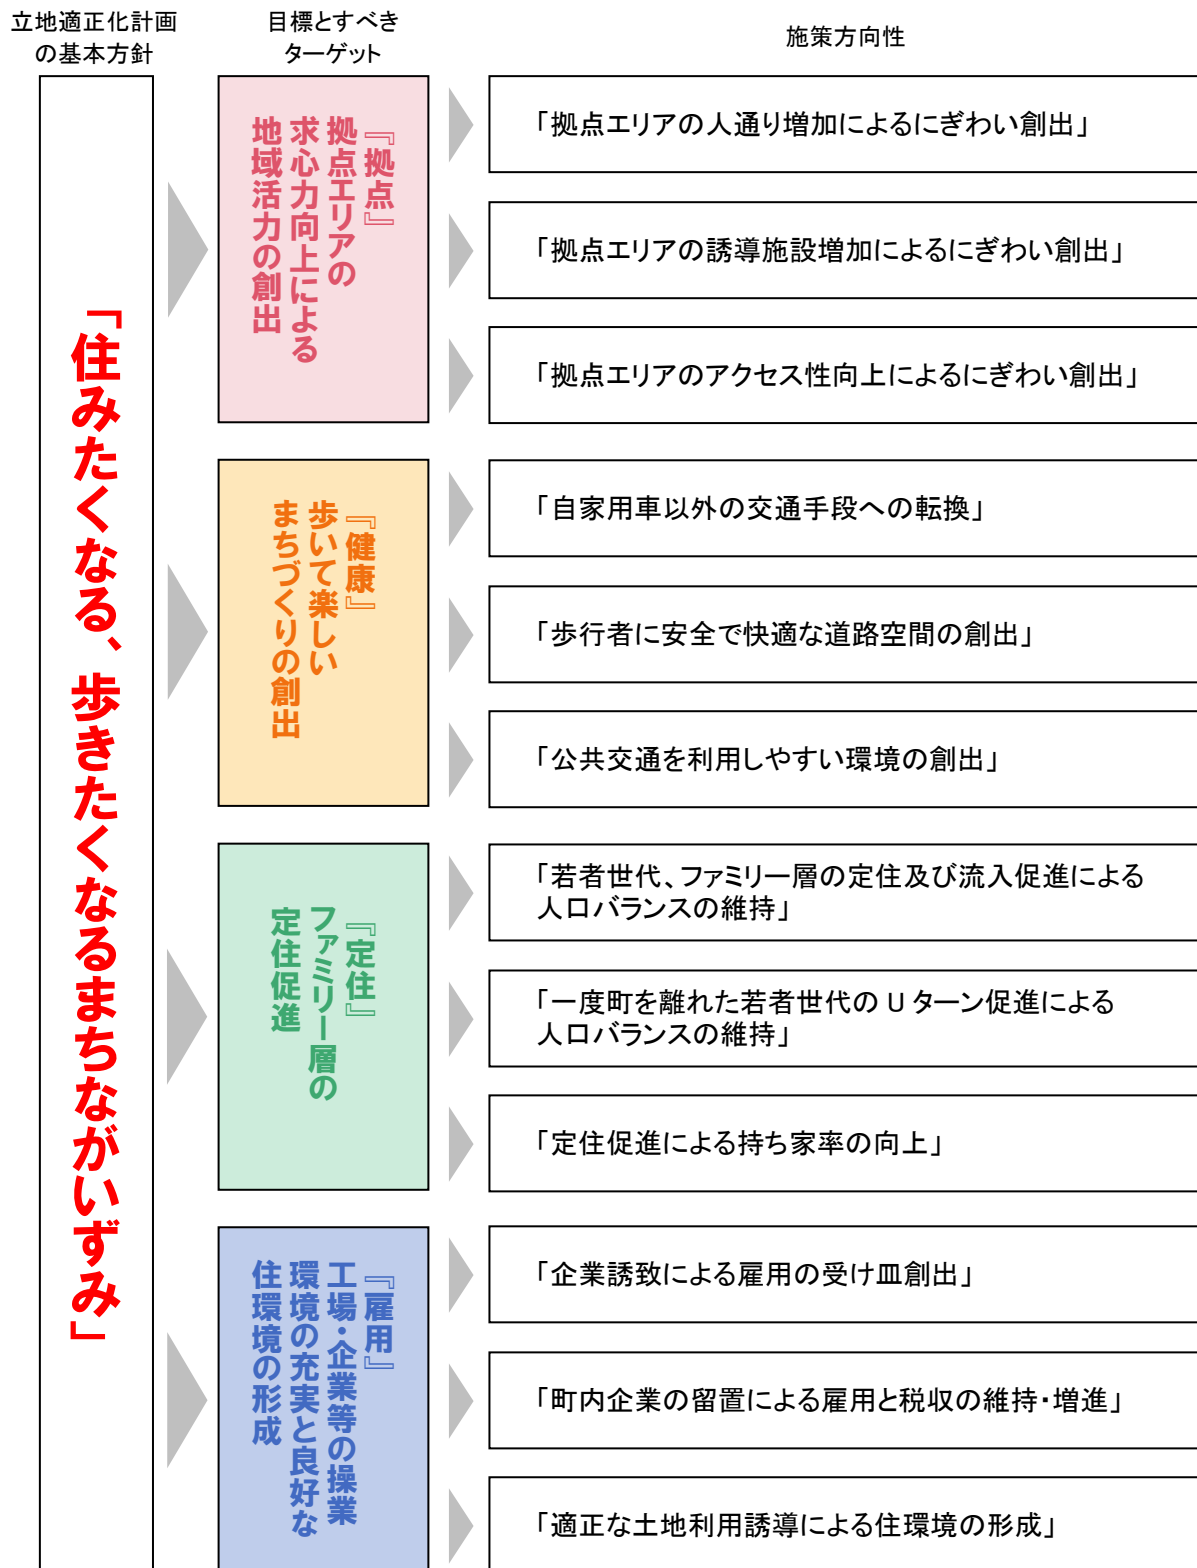 立地適正化計画
の基本方針
目標とすべき
ターゲット
施策方向性
「住みたくなる、歩きたくなるまちながいずみ」
『拠点』
拠点エリアの
求心力向上による
地域活力の創出
「拠点エリアの人通り増加によるにぎわい創出」
「拠点エリアの誘導施設増加によるにぎわい創出」
「拠点エリアのアクセス性向上によるにぎわい創出」
『健康』
歩いて楽しい
まちづくりの創出
「自家用車以外の交通手段への転換」
「歩行者に安全で快適な道路空間の創出」
「公共交通を利用しやすい環境の創出」
『定住』
ファミリー層の
定住促進
「若者世代、ファミリー層の定住及び流入促進による
人口バランスの維持」
「一度町を離れた若者世代のUターン促進による
人口バランスの維持」
「定住促進による持ち家率の向上」
『雇用』
工場・企業等の操業
環境の充実と良好な
住環境の形成
「企業誘致による雇用の受け皿創出」
「町内企業の留置による雇用と税収の維持・増進」
「適正な土地利用誘導による住環境の形成」